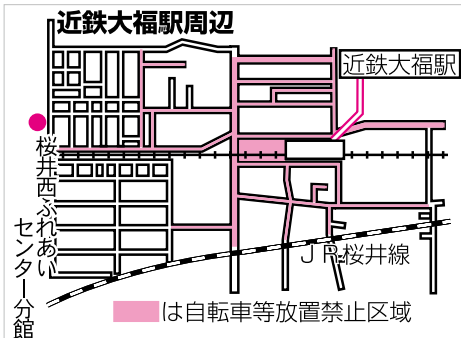 近鉄大福駅周辺
近鉄大福駅
桜井西ふれあい
センター分館
JR桜井線
は自転車等放置禁止区域